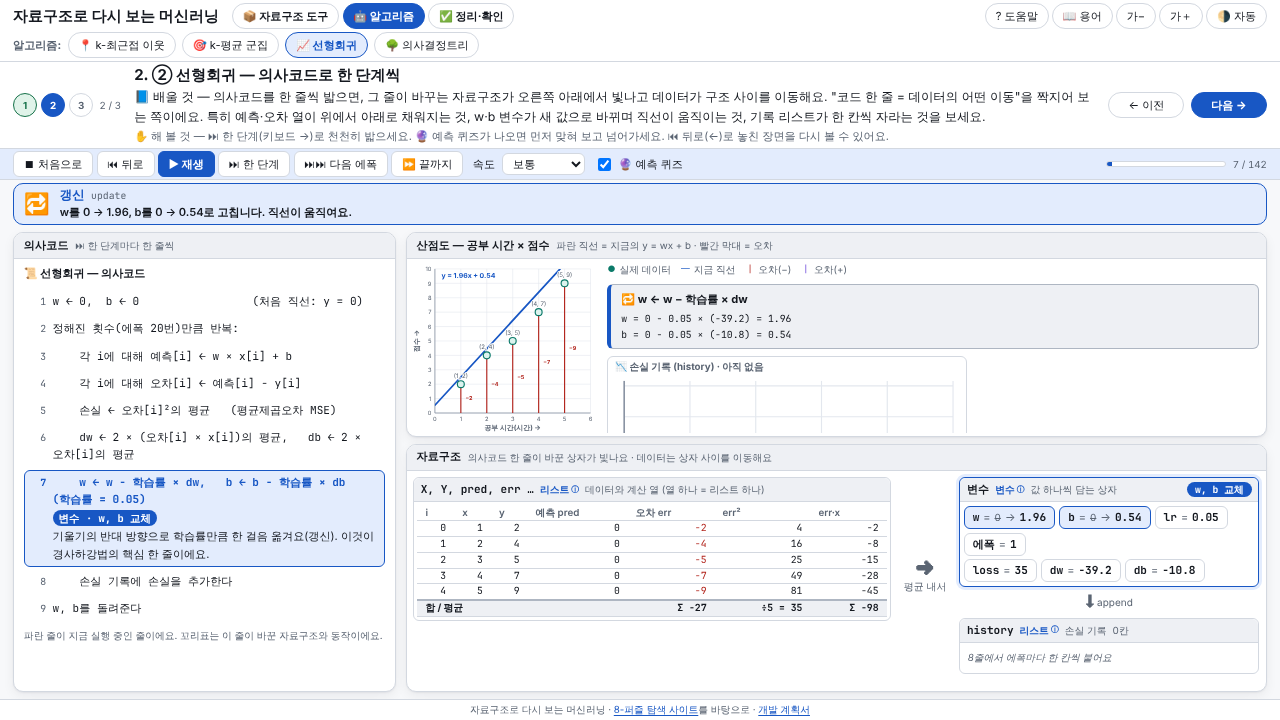 자료구조로 다시 보는 머신러닝
📦 자료구조 도구
🤖 알고리즘
✅ 정리·확인
? 도움말
📖 용어
가−
가+
🌗 자동
알고리즘:
📍 k-최근접 이웃
🎯 k-평균 군집
📈 선형회귀
🌳 의사결정트리
1 2 3 2 / 3
2. ② 선형회귀 — 의사코드로 한 단계씩
📘 배울 것 — 의사코드를 한 줄씩 밟으면, 그 줄이 바꾸는 자료구조가 오른쪽 아래에서 빛나고 데이터가 구조 사이를 이동해요. "코드 한 줄 = 데이터의 어떤 이동"을 짝지어 보
는 쪽이에요. 특히 예측·오차 열이 위에서 아래로 채워지는 것, w·b 변수가 새 값으로 바뀌며 직선이 움직이는 것, 기록 리스트가 한 칸씩 자라는 것을 보세요.
✋ 해 볼 것 — ⏭ 한 단계(키보드 →)로 천천히 밟으세요. 🔮 예측 퀴즈가 나오면 먼저 맞혀 보고 넘어가세요. ⏮ 뒤로(←)로 놓친 장면을 다시 볼 수 있어요.
← 이전
다음 →
⏹ 처음으로
⏮ 뒤로
▶ 재생
⏭ 한 단계
⏭⏭ 다음 에폭
⏩ 끝까지
속도
보통
🔮 예측 퀴즈
7 / 142
🔁 갱신 update
w를 0 → 1.96, b를 0 → 0.54로 고칩니다. 직선이 움직여요.
의사코드 ⏭ 한 단계마다 한 줄씩
📜 선형회귀 — 의사코드
1 w ← 0, b ← 0 (처음 직선: y = 0)
2 정해진 횟수(에폭 20번)만큼 반복:
3 각 i에 대해 예측[i] ← w × x[i] + b
4 각 i에 대해 오차[i] ← 예측[i] - y[i]
5 손실 ← 오차[i]²의 평균 (평균제곱오차 MSE)
6 dw ← 2 × (오차[i] × x[i])의 평균, db ← 2 ×
오차[i]의 평균
7 w ← w - 학습률 × dw, b ← b - 학습률 × db
(학습률 = 0.05)
변수 · w, b 교체
기울기의 반대 방향으로 학습률만큼 한 걸음 옮겨요(갱신). 이것이
경사하강법의 핵심 한 줄이에요.
8 손실 기록에 손실을 추가한다
9 w, b를 돌려준다
파란 줄이 지금 실행 중인 줄이에요. 꼬리표는 이 줄이 바꾼 자료구조와 동작이에요.
산점도 — 공부 시간 × 점수 파란 직선 = 지금의 y = wx + b · 빨간 막대 = 오차
y = 1.96x + 0.54
10
9
8
7
6
5
4
3
2
1
0
점수 →
(1, 2)
(2, 4)
(3, 5)
(4, 7)
(5, 9)
−2
−4
−5
−7
−9
0 1 2 3 4 5 6
공부 시간(시간) →
실제 데이터
지금 직선
오차(−)
오차(+)
🔁 w ← w − 학습률 × dw
w = 0 - 0.05 × (-39.2) = 1.96
b = 0 - 0.05 × (-10.8) = 0.54
📉 손실 기록 (history) · 아직 없음
자료구조 의사코드 한 줄이 바꾼 상자가 빛나요 · 데이터는 상자 사이를 이동해요
X, Y, pred, err … 리스트 ⓘ 데이터와 계산 열 (열 하나 = 리스트 하나)
i x y 예측 pred 오차 err err² err·x
0 1 2 0 -2 4 -2
1 2 4 0 -4 16 -8
2 3 5 0 -5 25 -15
3 4 7 0 -7 49 -28
4 5 9 0 -9 81 -45
합/평균 Σ -27 ÷5 = 35 Σ -98
➜
평균 내서
변수 변수 ⓘ 값 하나씩 담는 상자
w, b 교체
w = 0 → 1.96
b = 0 → 0.54
lr = 0.05
에폭 = 1
loss = 35
dw = -39.2
db = -10.8
⬇ append
history 리스트 ⓘ 손실 기록 0칸
8줄에서 에폭마다 한 칸씩 붙어요
자료구조로 다시 보는 머신러닝 · 8-퍼즐 탐색 사이트를 바탕으로 · 개발 계획서